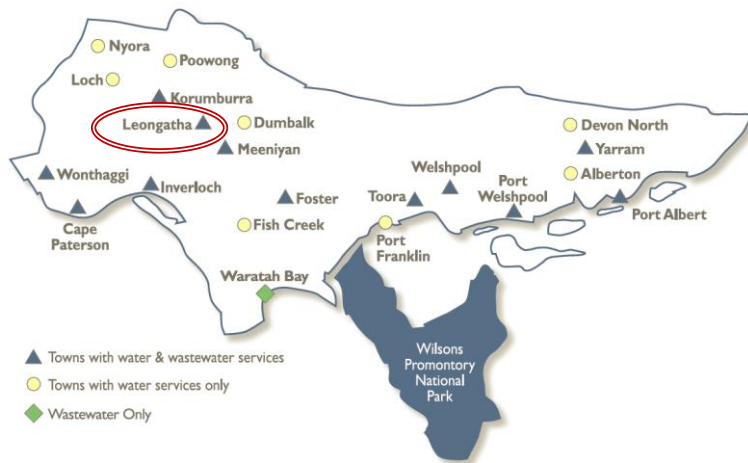 Nyora
Poowong
Loch
Korumburra
Leongatha
Dumbalk
Devon North
Meeniyan
Yarram
Wonthaggi
Inverloch
Welshpool
Alberton
Foster
Toora
Port
Welshpool
Port Albert
Cape
Paterson
Fish Creek
Port
Franklin
Waratah Bay
Wilsons
Promontory
National
Park
Towns with water & wastewater services
Towns with water services only
Wastewater Only